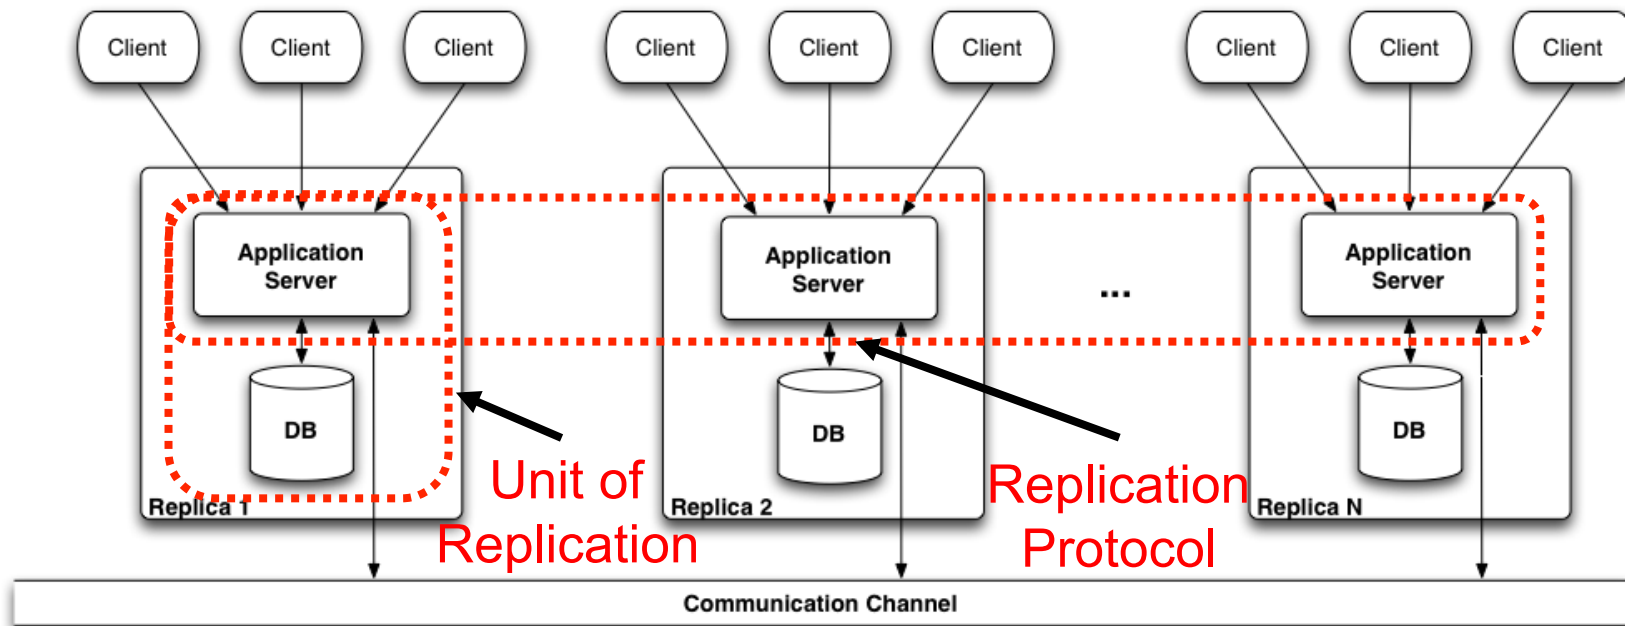 Client
Client
Client
Client
Client
Client
Client
Client
Client
Application
Server
Application
Server
...
Application
Server
DB
DB
DB
Unit of
Replication
Replication
Protocol
Replica 1
Replica 2
Replica N
Communication Channel